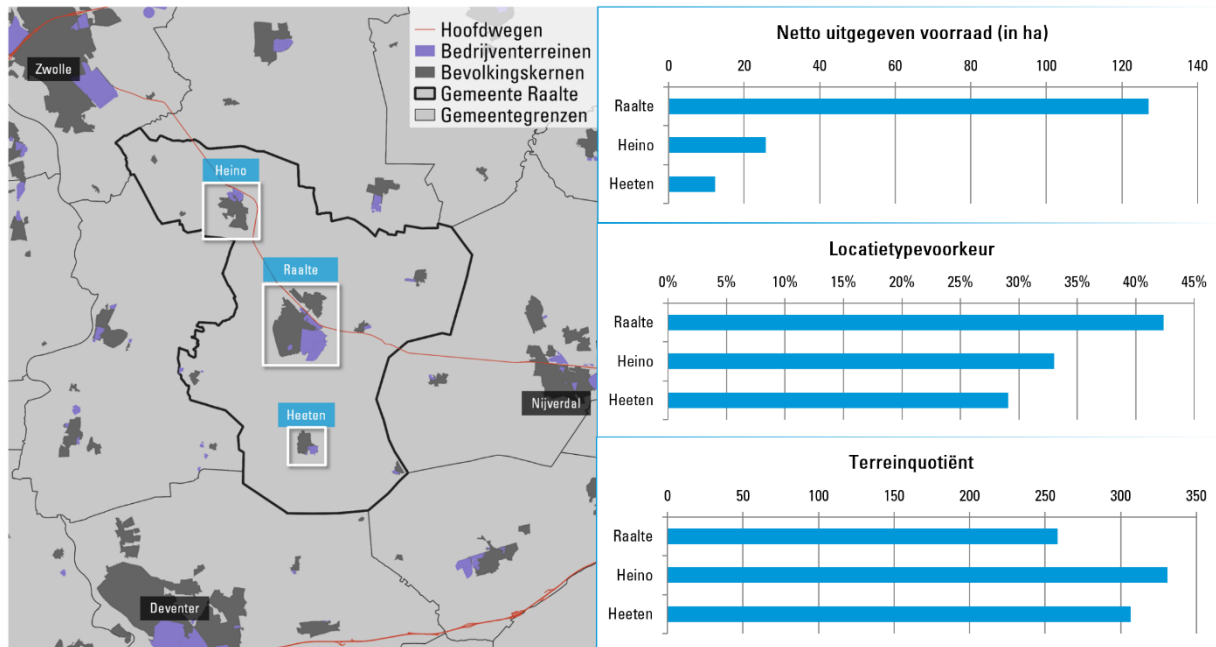 Hoofdwegen
Bedrijventerreinen
Bevolkingskernen
Gemeente Raalte
Gemeentegrenzen
Zwolle
Heino
Raalte
Heeten
Nijverdal
Deventer
Netto uitgegeven voorraad (in ha)
0 20 40 60 80 100 120 140
Raalte
Heino
Heeten
Locatietypevoorkeur
0% 5% 10% 15% 20% 25% 30% 35% 40% 45%
Raalte
Heino
Heeten
Terreinquotiënt
0 50 100 150 200 250 300 350
Raalte
Heino
Heeten